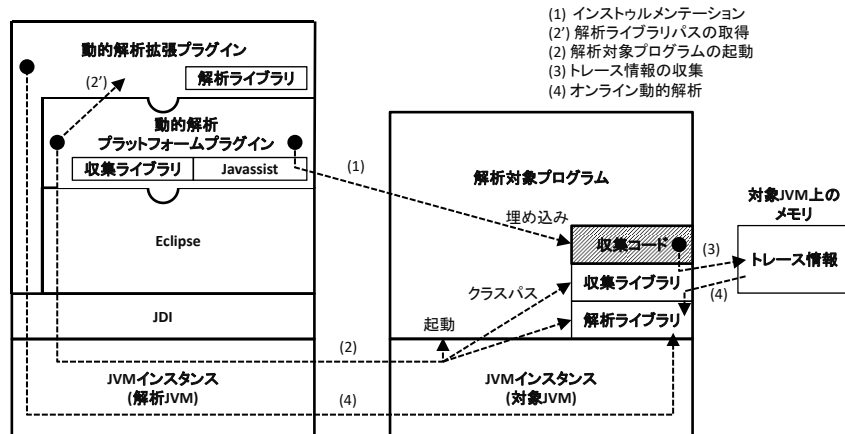 (1) インストゥルメンテーション
(2') 解析ライブラリパスの取得
(2) 解析対象プログラムの起動
(3) トレース情報の収集
(4) オンライン動的解析
動的解析拡張プラグイン
(2')
解析ライブラリ
動的解析
プラットフォームプラグイン
収集ライブラリ
Javassist
(1)
Eclipse
JDI
(2)
JVMインスタンス
(解析JVM)
(4)
解析対象プログラム
埋め込み
収集コード
(3)
クラスパス
収集ライブラリ
(4)
起動
解析ライブラリ
JVMインスタンス
(対象JVM)
対象JVM上の
メモリ
トレース情報